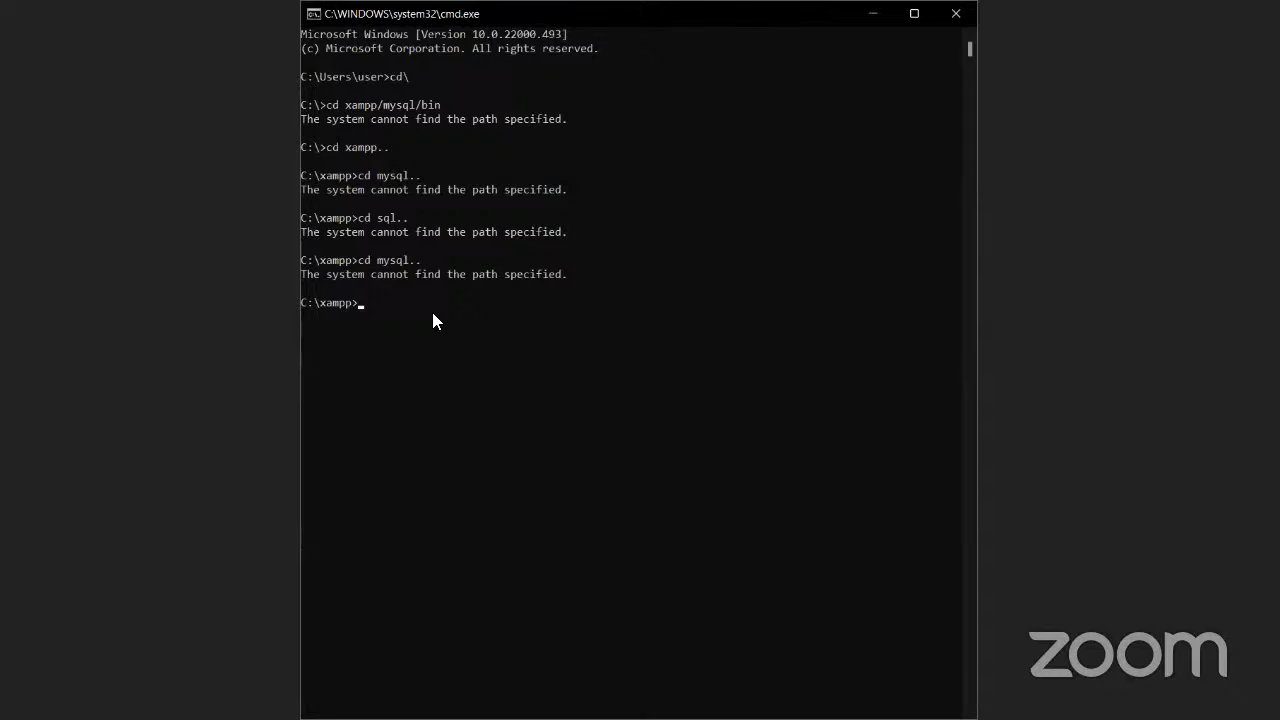 C:\WINDOWS\system32\cmd.exe
Microsoft Windows [Version 10.0.22000.493]
(c) Microsoft Corporation. All rights reserved.
C:\Users\user>cd\
C:\>cd xampp/mysql/bin
The system cannot find the path specified.
C:\>cd xampp..
C:\xampp>cd mysql..
The system cannot find the path specified.
C:\xampp>cd sql..
The system cannot find the path specified.
C:\xampp>cd mysql..
The system cannot find the path specified.
C:\xampp>
zoom